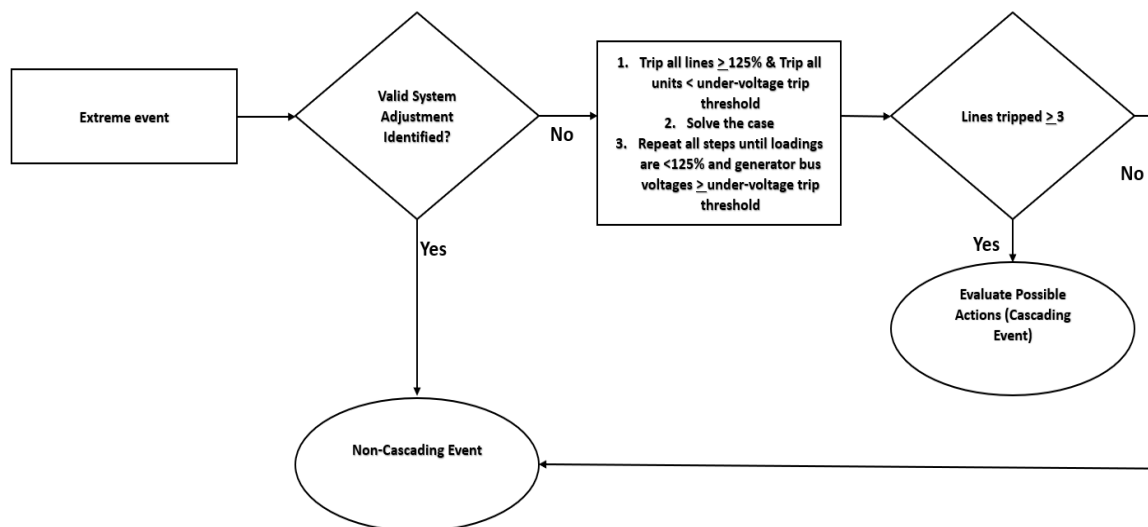 Extreme event
Valid System
Adjustment
Identified?
No
1. Trip all lines ≥ 125% & Trip all
units < under-voltage trip
threshold
2. Solve the case
3. Repeat all steps until loadings
are <125% and generator bus
voltages ≥ under-voltage trip
threshold
Lines tripped ≥ 3
No
Yes
Yes
Evaluate Possible
Actions (Cascading
Event)
Non-Cascading Event